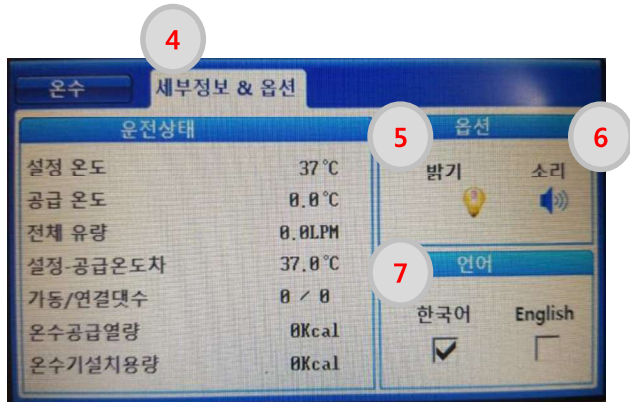 4
온수
세부정보 & 옵션
운전상태
설정 온도 37℃
공급 온도 0.0℃
전체 유량 0.0LPM
설정-공급온도차 37.0℃
가동/연결댓수 0 / 0
온수공급열량 0Kcal
온수기설치용량 0Kcal
5
옵션
6
밝기
소리
7
언어
한국어
English